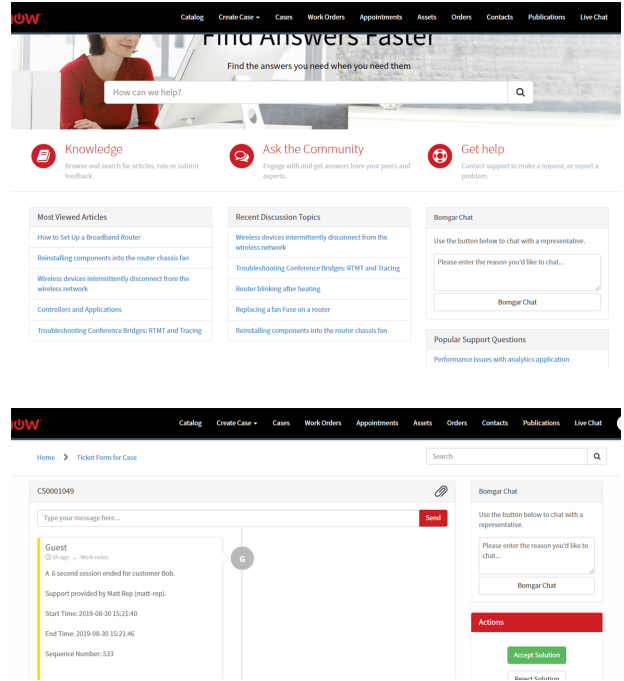 now
Catalog Create Case Cases Work Orders Appointments Assets Orders Contacts Publications Live Chat
Find Answers Faster
Find the answers you need when you need them
How can we help?
Knowledge
Browse and search for articles, rate or submit
feedback.
Ask the Community
Engage with and get answers from your peers and
experts.
Get help
Contact support to make a request, or report a
problem.
Most Viewed Articles
How to Set Up a Broadband Router
Reinstalling components into the router chassis fan
Wireless devices intermittently disconnect from the
wireless network
Controllers and Applications
Troubleshooting Conference Bridges: RTMT and Tracing
Recent Discussion Topics
Wireless devices intermittently disconnect from the
wireless network
Troubleshooting Conference Bridges: RTMT and Tracing
Router blinking after heating
Replacing a fan Fuse on a router
Reinstalling components into the router chassis fan
Bomgar Chat
Use the button below to chat with a representative.
Please enter the reason you'd like to chat...
Bomgar Chat
Popular Support Questions
Performance issues with analytics application
now
Catalog Create Case Cases Work Orders Appointments Assets Orders Contacts Publications Live Chat
Home > Ticket Form for Case
Search
CS0001049
Type your message here...
Send
Guest
5h ago • Work notes
G
A 6 second session ended for customer Bob.
Support provided by Matt Rep (matt-rep).
Start Time: 2019-08-30 15:21:40
End Time: 2019-08-30 15:21:46
Sequence Number: 533
Bomgar Chat
Use the button below to chat with a
representative.
Please enter the reason you'd like to
chat...
Bomgar Chat
Actions
Accept Solution
Reject Solution